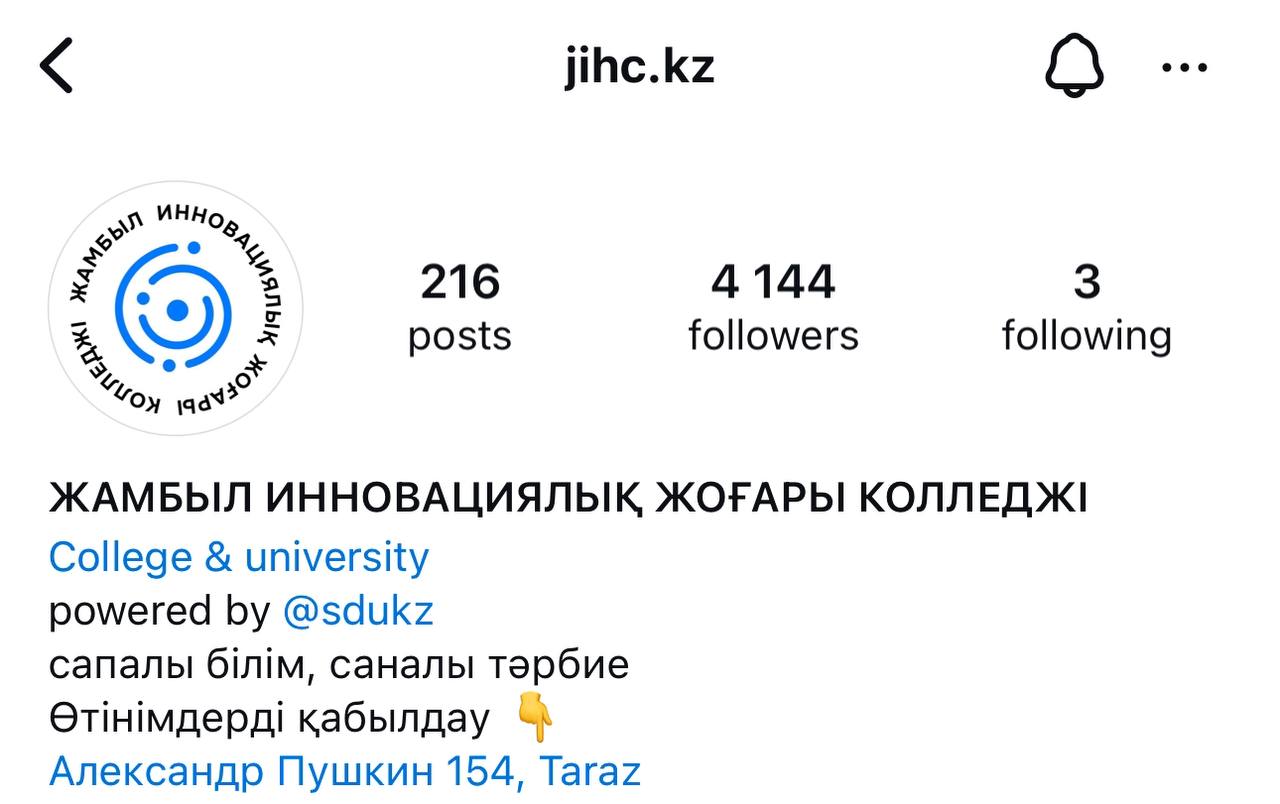 jihc.kz
ЖАМБЫЛ ИННОВАЦИЯЛЫҚ ЖОҒАРЫ КОЛЛЕДЖІ
216 4 144 3
posts followers following
ЖАМБЫЛ ИННОВАЦИЯЛЫҚ ЖОҒАРЫ КОЛЛЕДЖІ
College & university
powered by @sdukz
сапалы білім, саналы тәрбие
Өтінімдерді қабылдау 👇
Александр Пушкин 154, Taraz